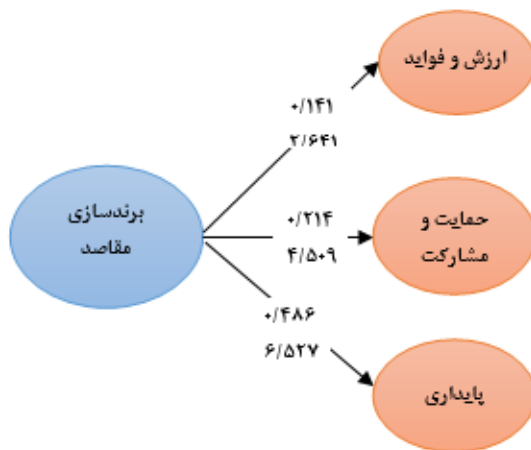 ارزش و فواید
۰/۱۴۱
۲/۶۴۱
برندسازی
مقاصد
۰/۲۱۴
۴/۵۰۹
حمایت و
مشارکت
۰/۴۸۶
۶/۵۲۷
پایداری